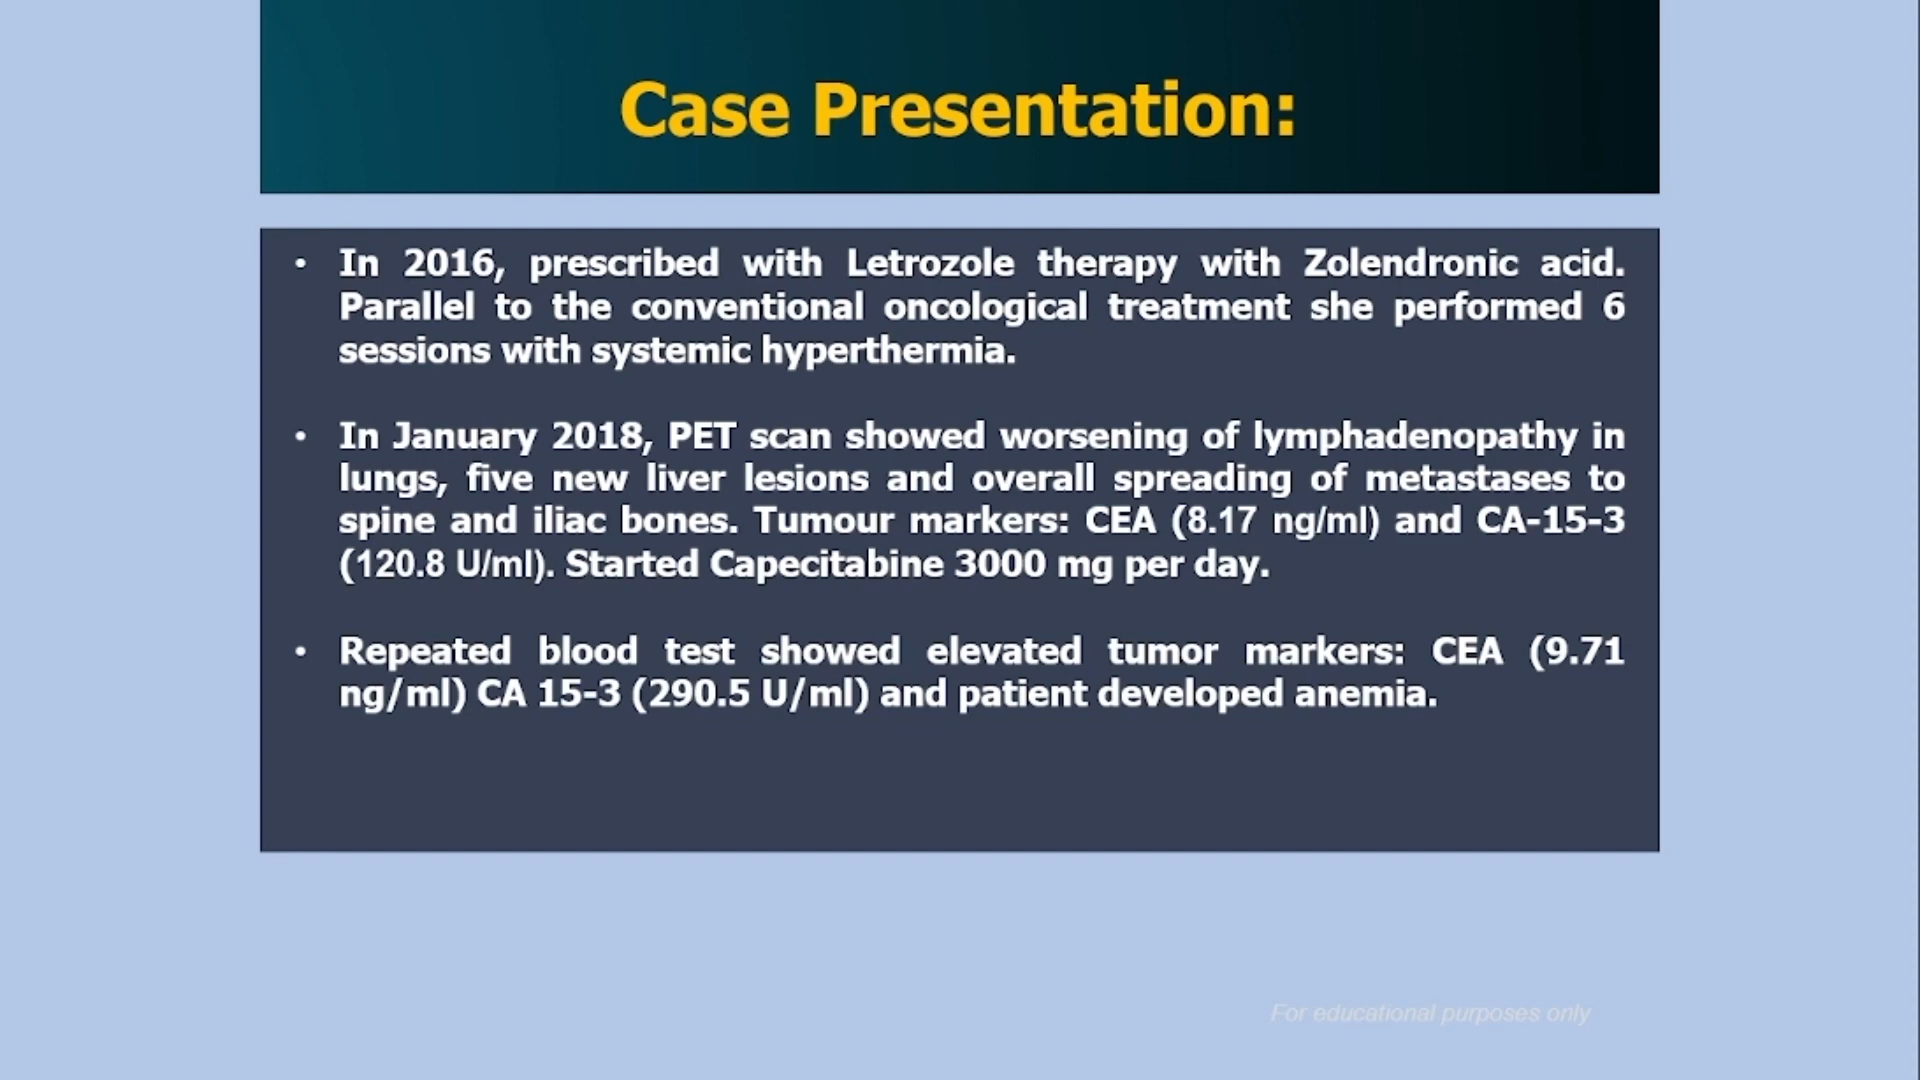 Case Presentation:
• In 2016, prescribed with Letrozole therapy with Zolendronic acid.
Parallel to the conventional oncological treatment she performed 6
sessions with systemic hyperthermia.
• In January 2018, PET scan showed worsening of lymphadenopathy in
lungs, five new liver lesions and overall spreading of metastases to
spine and iliac bones. Tumour markers: CEA (8.17 ng/ml) and CA-15-3
(120.8 U/ml). Started Capecitabine 3000 mg per day.
• Repeated blood test showed elevated tumor markers: CEA (9.71
ng/ml) CA 15-3 (290.5 U/ml) and patient developed anemia.
For educational purposes only